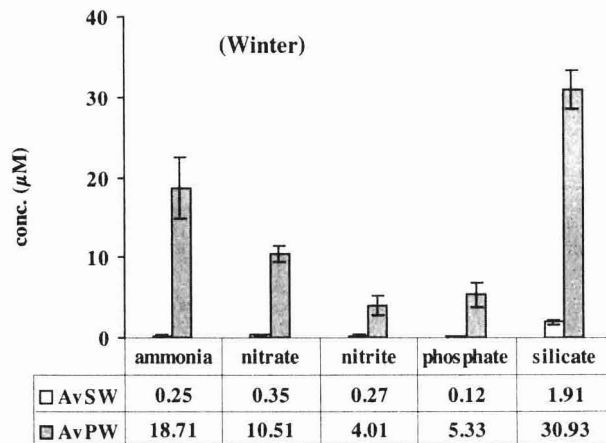 40
(Winter)
30
20
10
0
conc. (μM)
ammonia nitrate nitrite phosphate silicate
AvSW 0.25 0.35 0.27 0.12 1.91
AvPW 18.71 10.51 4.01 5.33 30.93